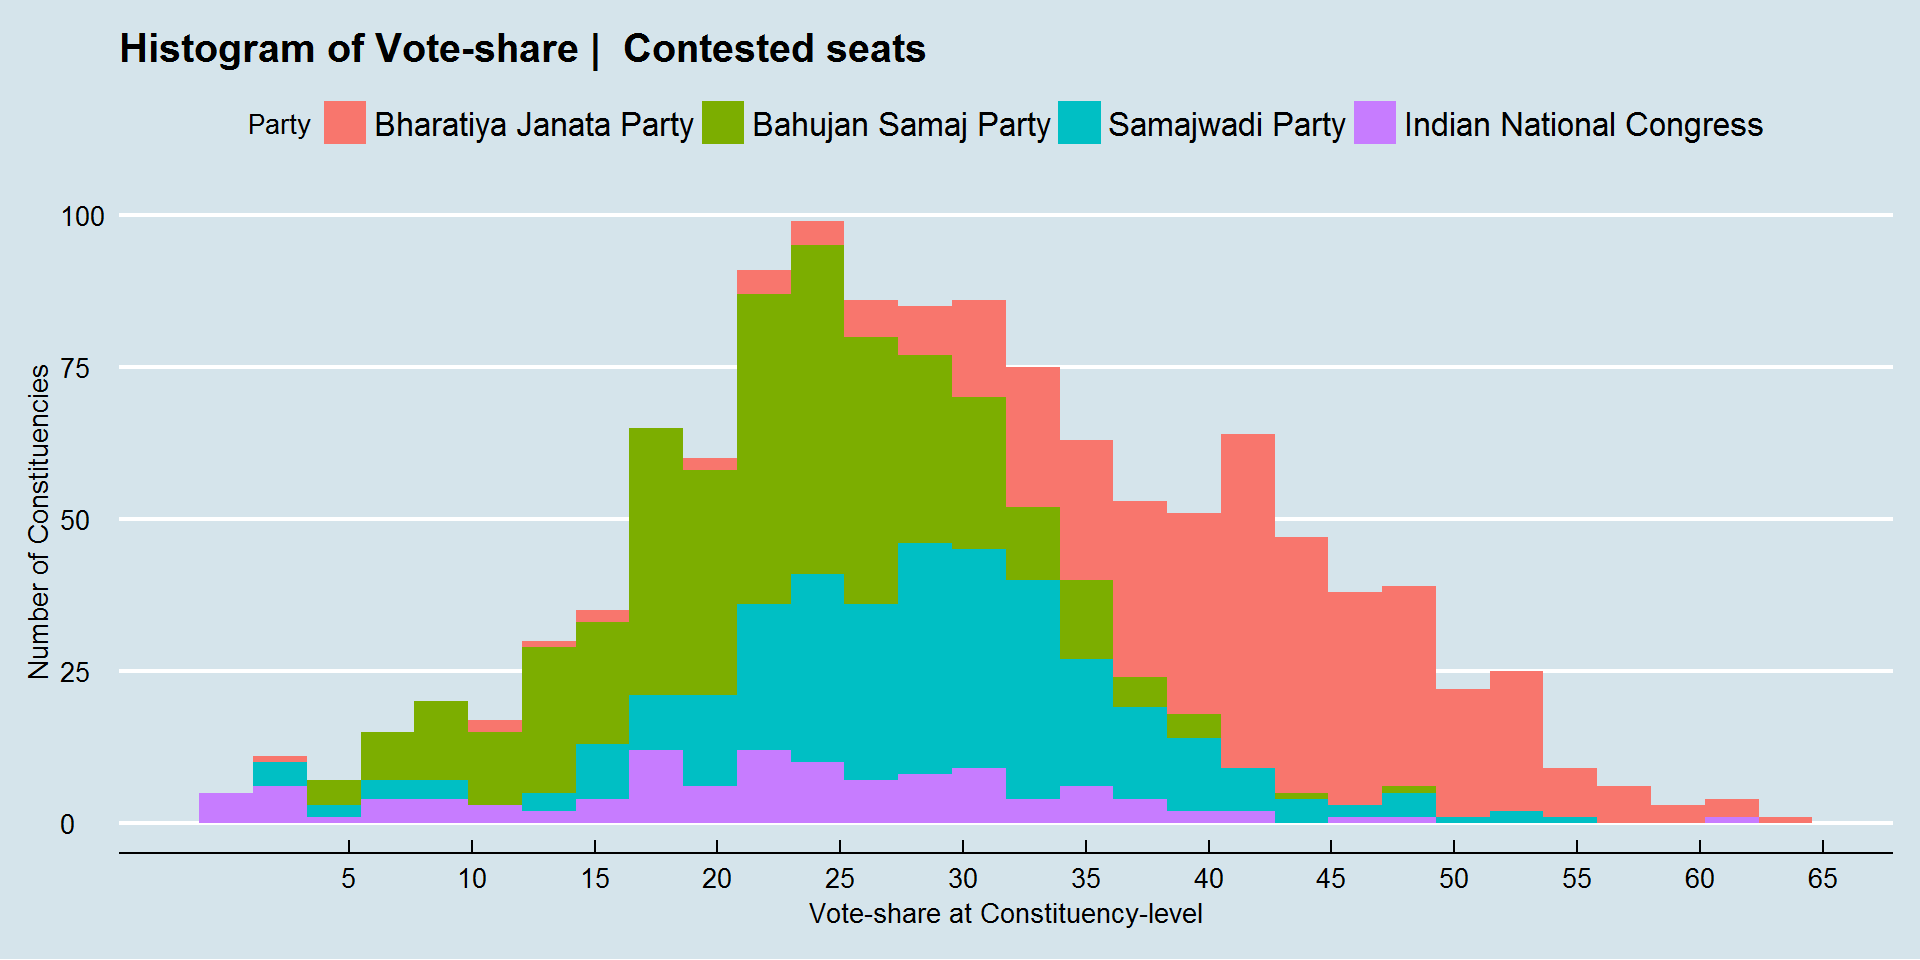 Histogram of Vote-share |  Contested seats
Party Bharatiya Janata Party Bahujan Samaj Party Samajwadi Party Indian National Congress
Number of Constituencies
100
75
50
25
0
5 10 15 20 25 30 35 40 45 50 55 60 65
Vote-share at Constituency-level